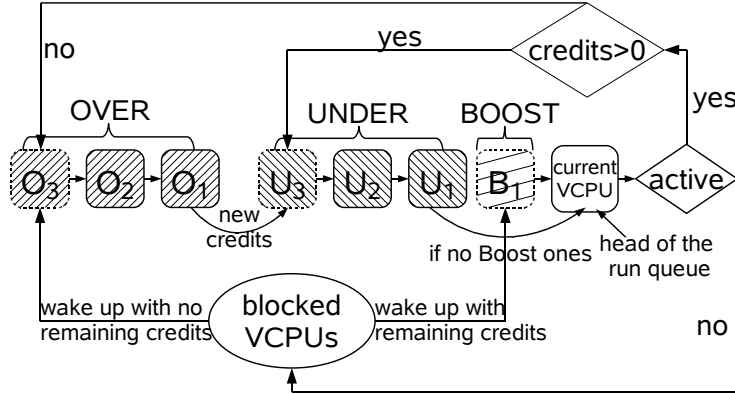 no
yes
credits>0
yes
OVER
UNDER
BOOST
O3
O2
O1
U3
U2
U1
B1
current
VCPU
active
new
credits
if no Boost ones
head of the
run queue
wake up with no
remaining credits
blocked
VCPUs
wake up with
remaining credits
no